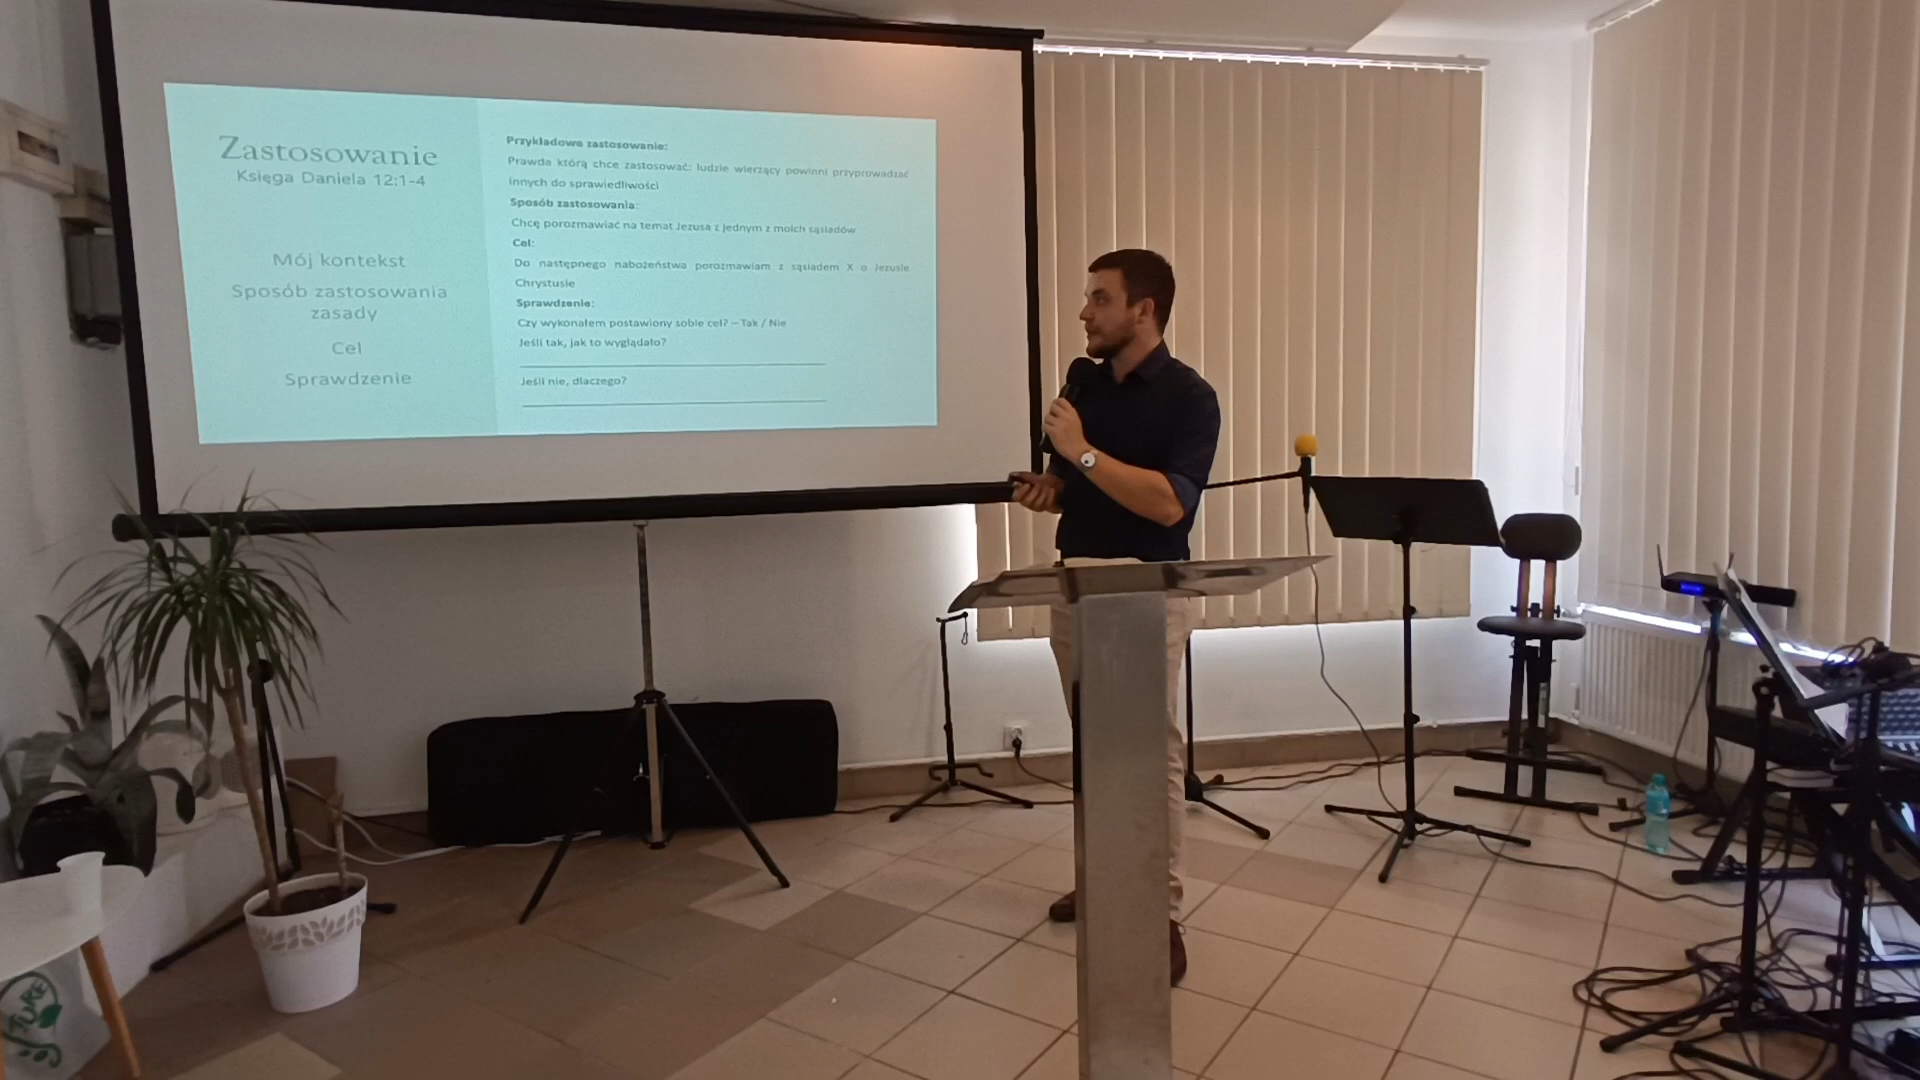 Zastosowanie
Księga Daniela 12:1-4
Mój kontekst
Sposób zastosowania
zasady
Cel
Sprawdzenie
Przykładowe zastosowanie:
Prawda którą chce zastosować: ludzie wierzący powinni przyprowadzać
innych do sprawiedliwości
Sposób zastosowania:
Chcę porozmawiać na temat Jezusa z jednym z moich sąsiadów
Cel:
Do następnego nabożeństwa porozmawiam z sąsiadem X o Jezusie
Chrystusie
Sprawdzenie:
Czy wykonałem postawiony sobie cel? – Tak / Nie
Jeśli tak, jak to wyglądało?
Jeśli nie, dlaczego?